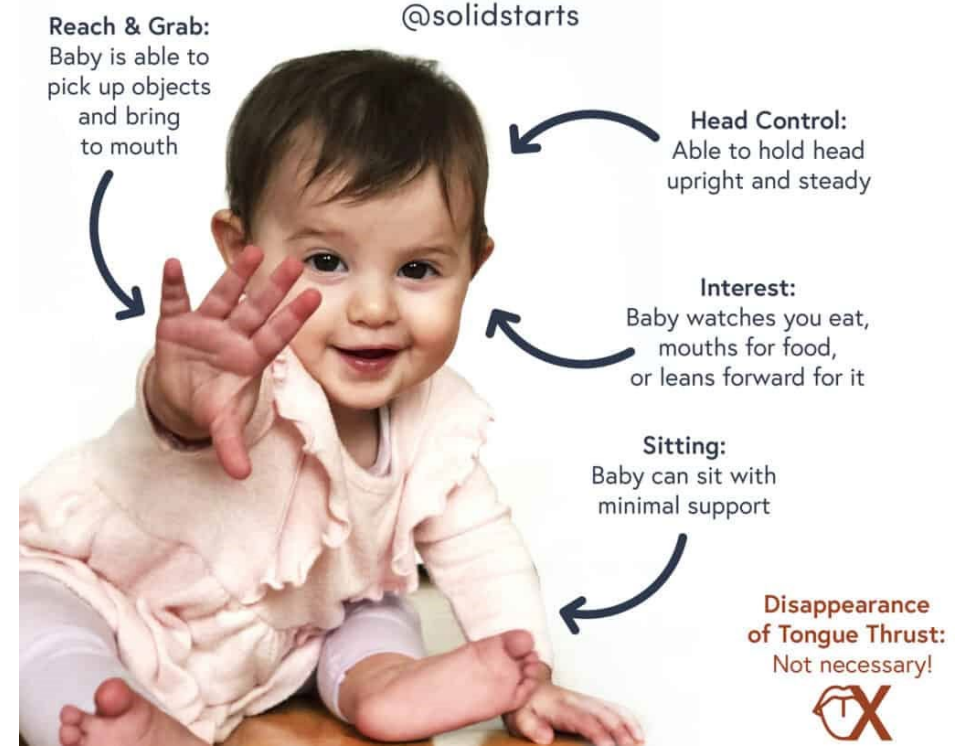 @solidstarts
Reach & Grab:
Baby is able to
pick up objects
and bring
to mouth
Head Control:
Able to hold head
upright and steady
Interest:
Baby watches you eat,
mouths for food,
or leans forward for it
Sitting:
Baby can sit with
minimal support
Disappearance
of Tongue Thrust:
Not necessary!
X